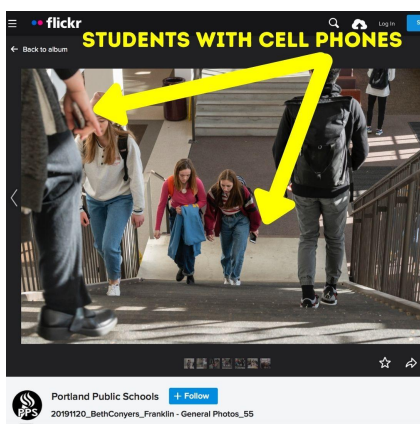 flickr
Log In
← Back to album
STUDENTS WITH CELL PHONES
PPS
Portland Public Schools
+ Follow
20191120_BethConyers_Franklin - General Photos_55